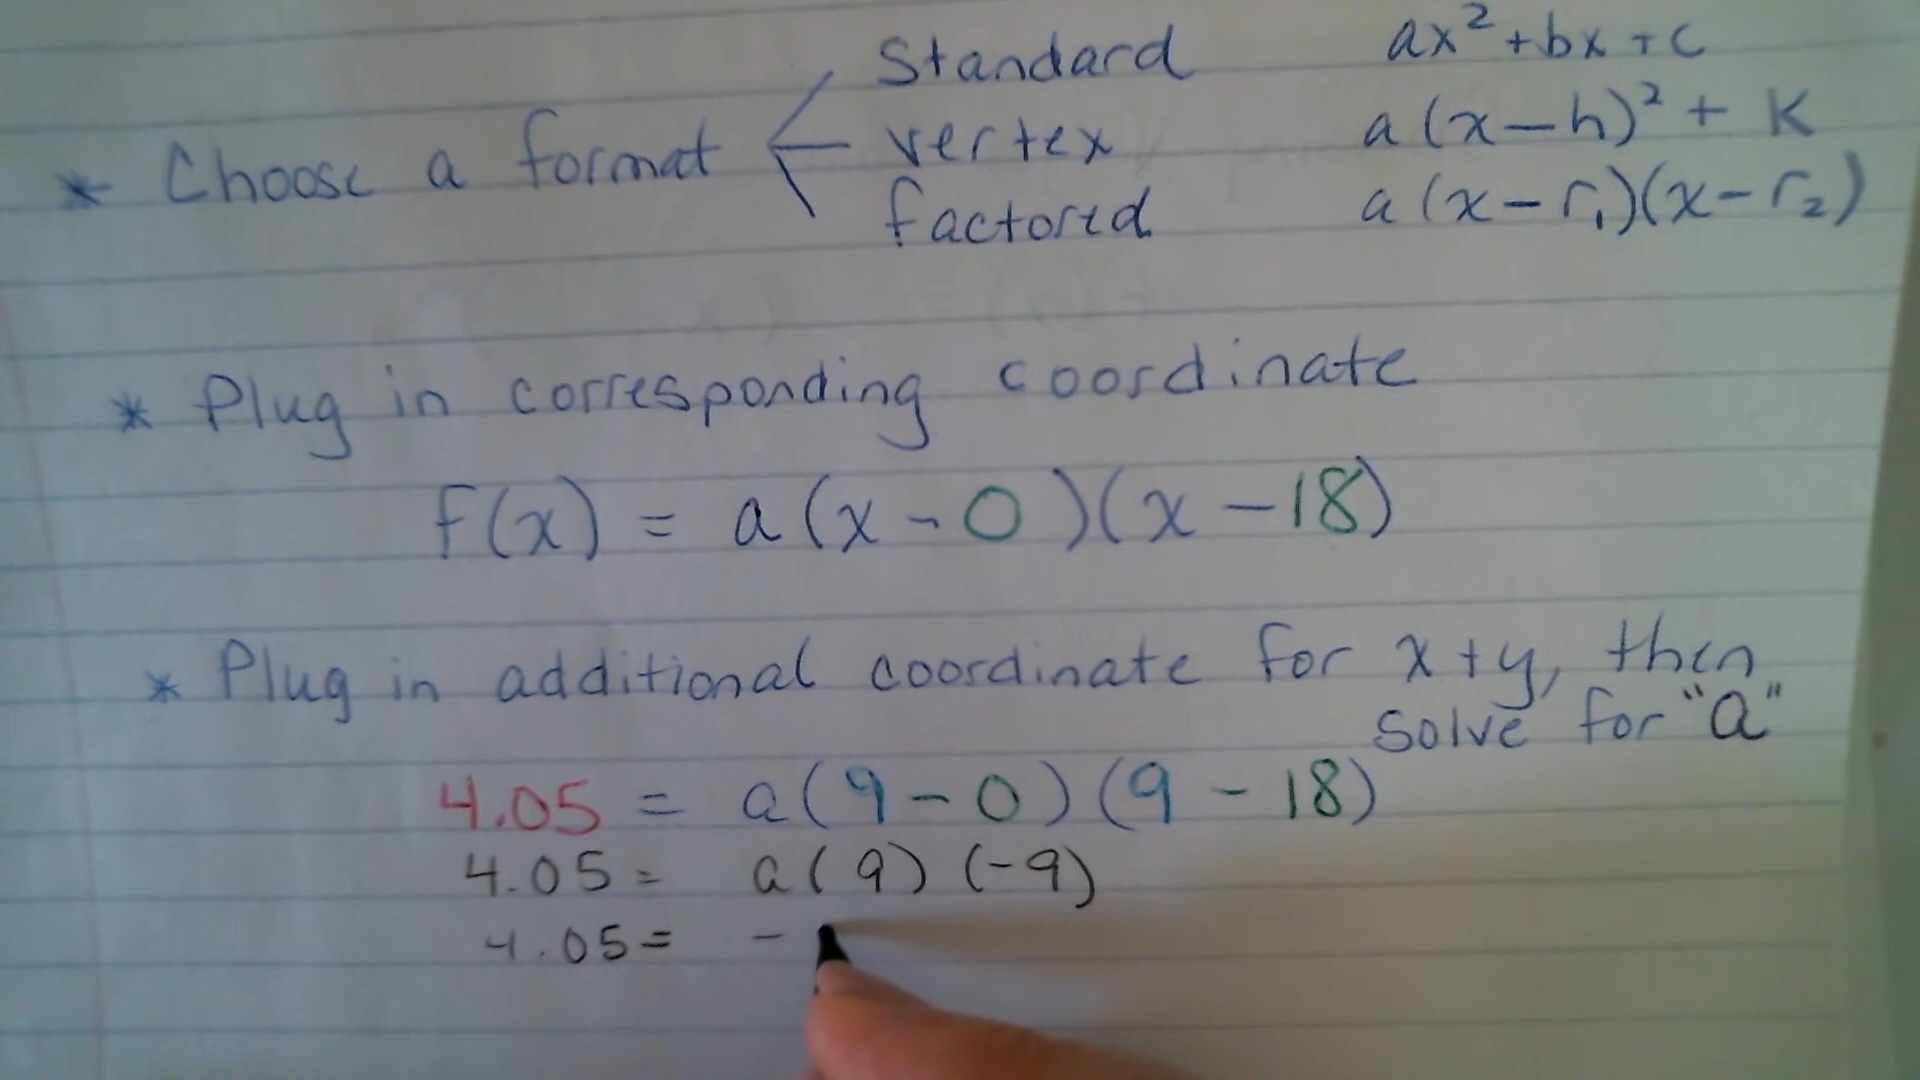 * Choose a format Standard ax²+bx+c
vertex a(x-h)²+K
factored a(x-r₁)(x-r₂)
* Plug in corresponding coordinate
f(x) = a(x-0)(x-18)
* Plug in additional coordinate for x+y, then
solve for "a"
4.05 = a(9-0)(9-18)
4.05 = a(9)(-9)
4.05 = -